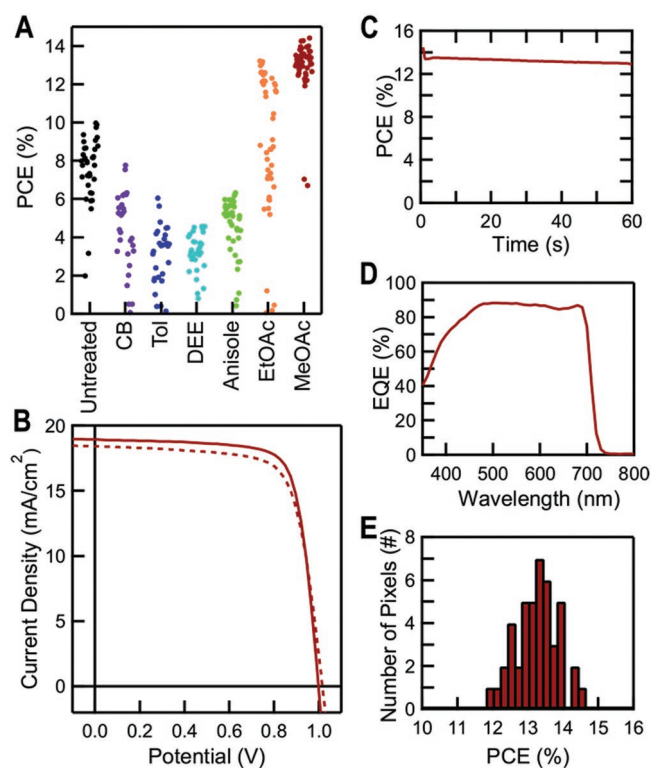 A
PCE (%)
14
12
10
8
6
4
2
0
Untreated
CB
Tol
DEE
Anisole
EtOAc
MeOAc
B
Current Density (mA/cm²)
20
15
10
5
0
0.0 0.2 0.4 0.6 0.8 1.0
Potential (V)
C
PCE (%)
16
12
8
4
0
0 20 40 60
Time (s)
D
EQE (%)
100
80
60
40
20
0
400 500 600 700 800
Wavelength (nm)
E
Number of Pixels (#)
8
6
4
2
0
10 11 12 13 14 15 16
PCE (%)